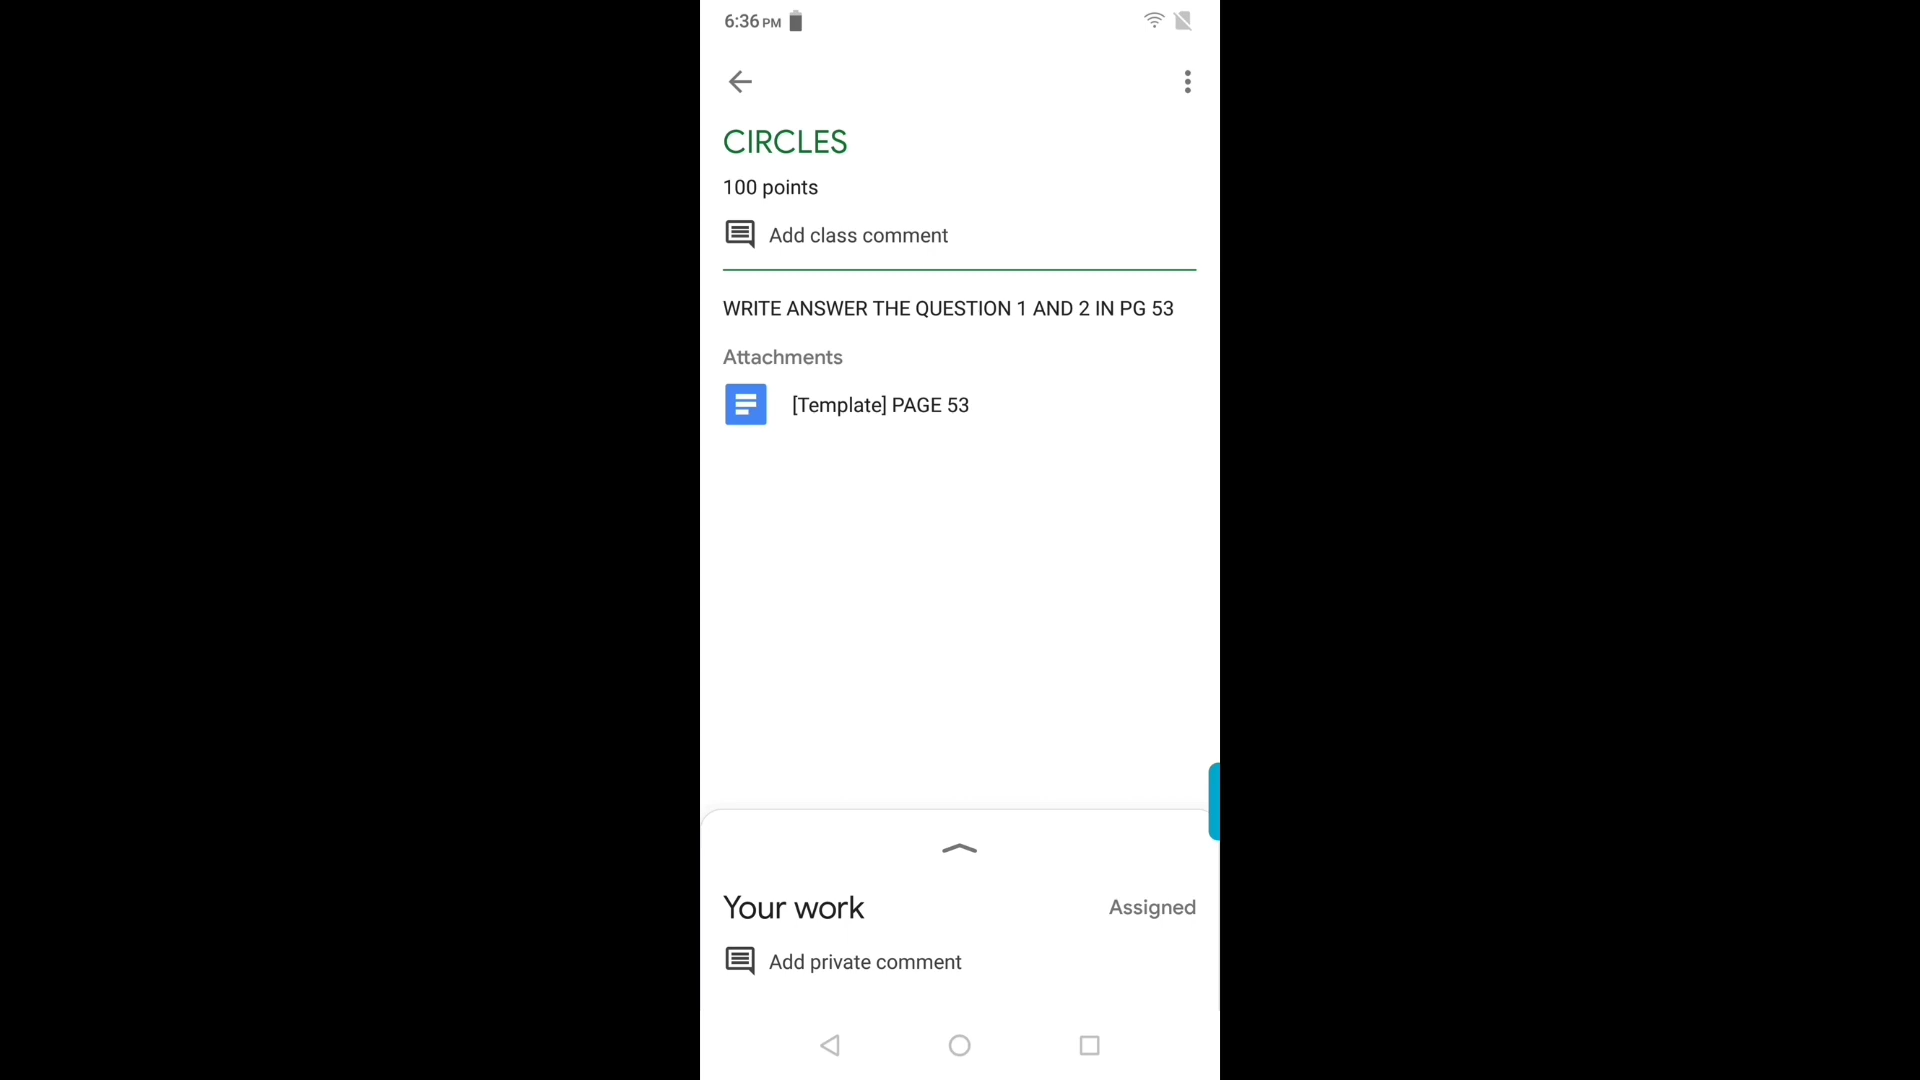 6:36 PM
CIRCLES
100 points
Add class comment
WRITE ANSWER THE QUESTION 1 AND 2 IN PG 53
Attachments
[Template] PAGE 53
Your work
Assigned
Add private comment